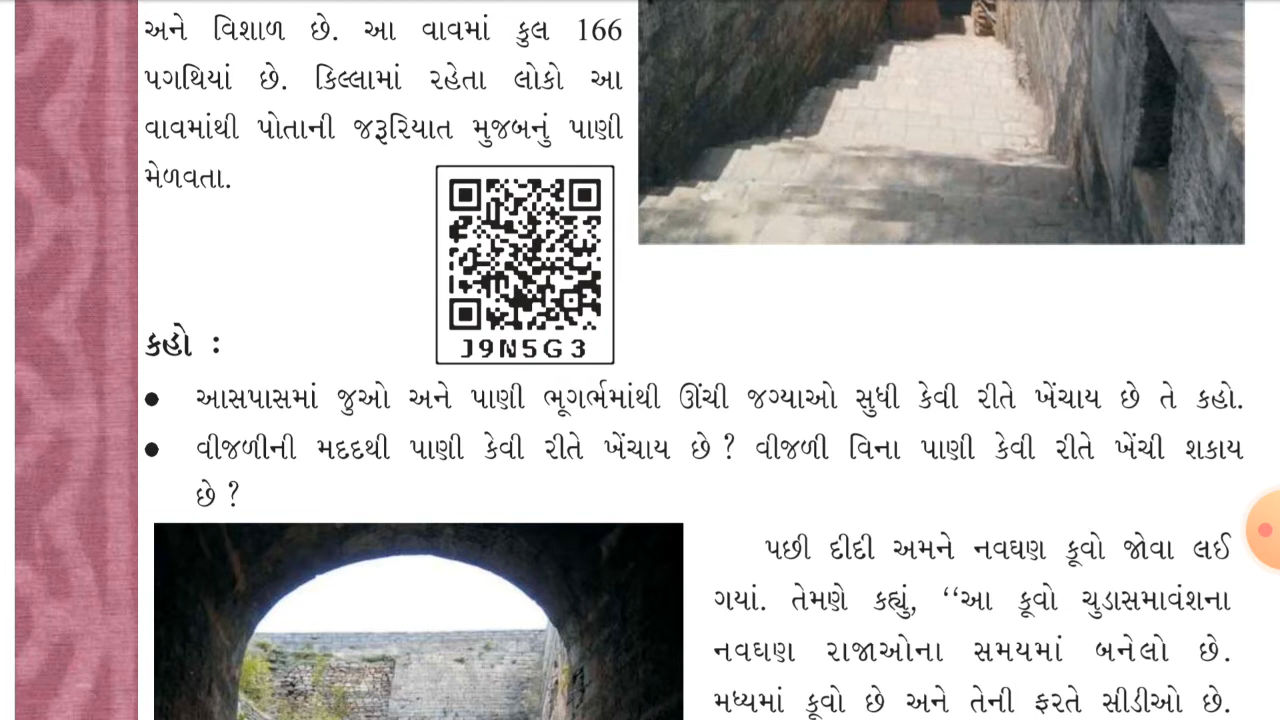 અને વિશાળ છે. આ વાવમાં કુલ 166
પગથિયાં છે. કિલ્લામાં રહેતા લોકો આ
વાવમાંથી પોતાની જરૂરિયાત મુજબનું પાણી
મેળવતા.
J9N5G3
કહો :
● આસપાસમાં જુઓ અને પાણી ભૂગર્ભમાંથી ઊંચી જગ્યાઓ સુધી કેવી રીતે ખેંચાય છે તે કહો.
● વીજળીની મદદથી પાણી કેવી રીતે ખેંચાય છે ? વીજળી વિના પાણી કેવી રીતે ખેંચી શકાય
છે ?
પછી દીદી અમને નવઘણ કૂવો જોવા લઈ
ગયાં. તેમણે કહ્યું, “આ કૂવો ચુડાસમાવંશના
નવઘણ રાજાઓના સમયમાં બનેલો છે.
મધ્યમાં કૂવો છે અને તેની ફરતે સીડીઓ છે.